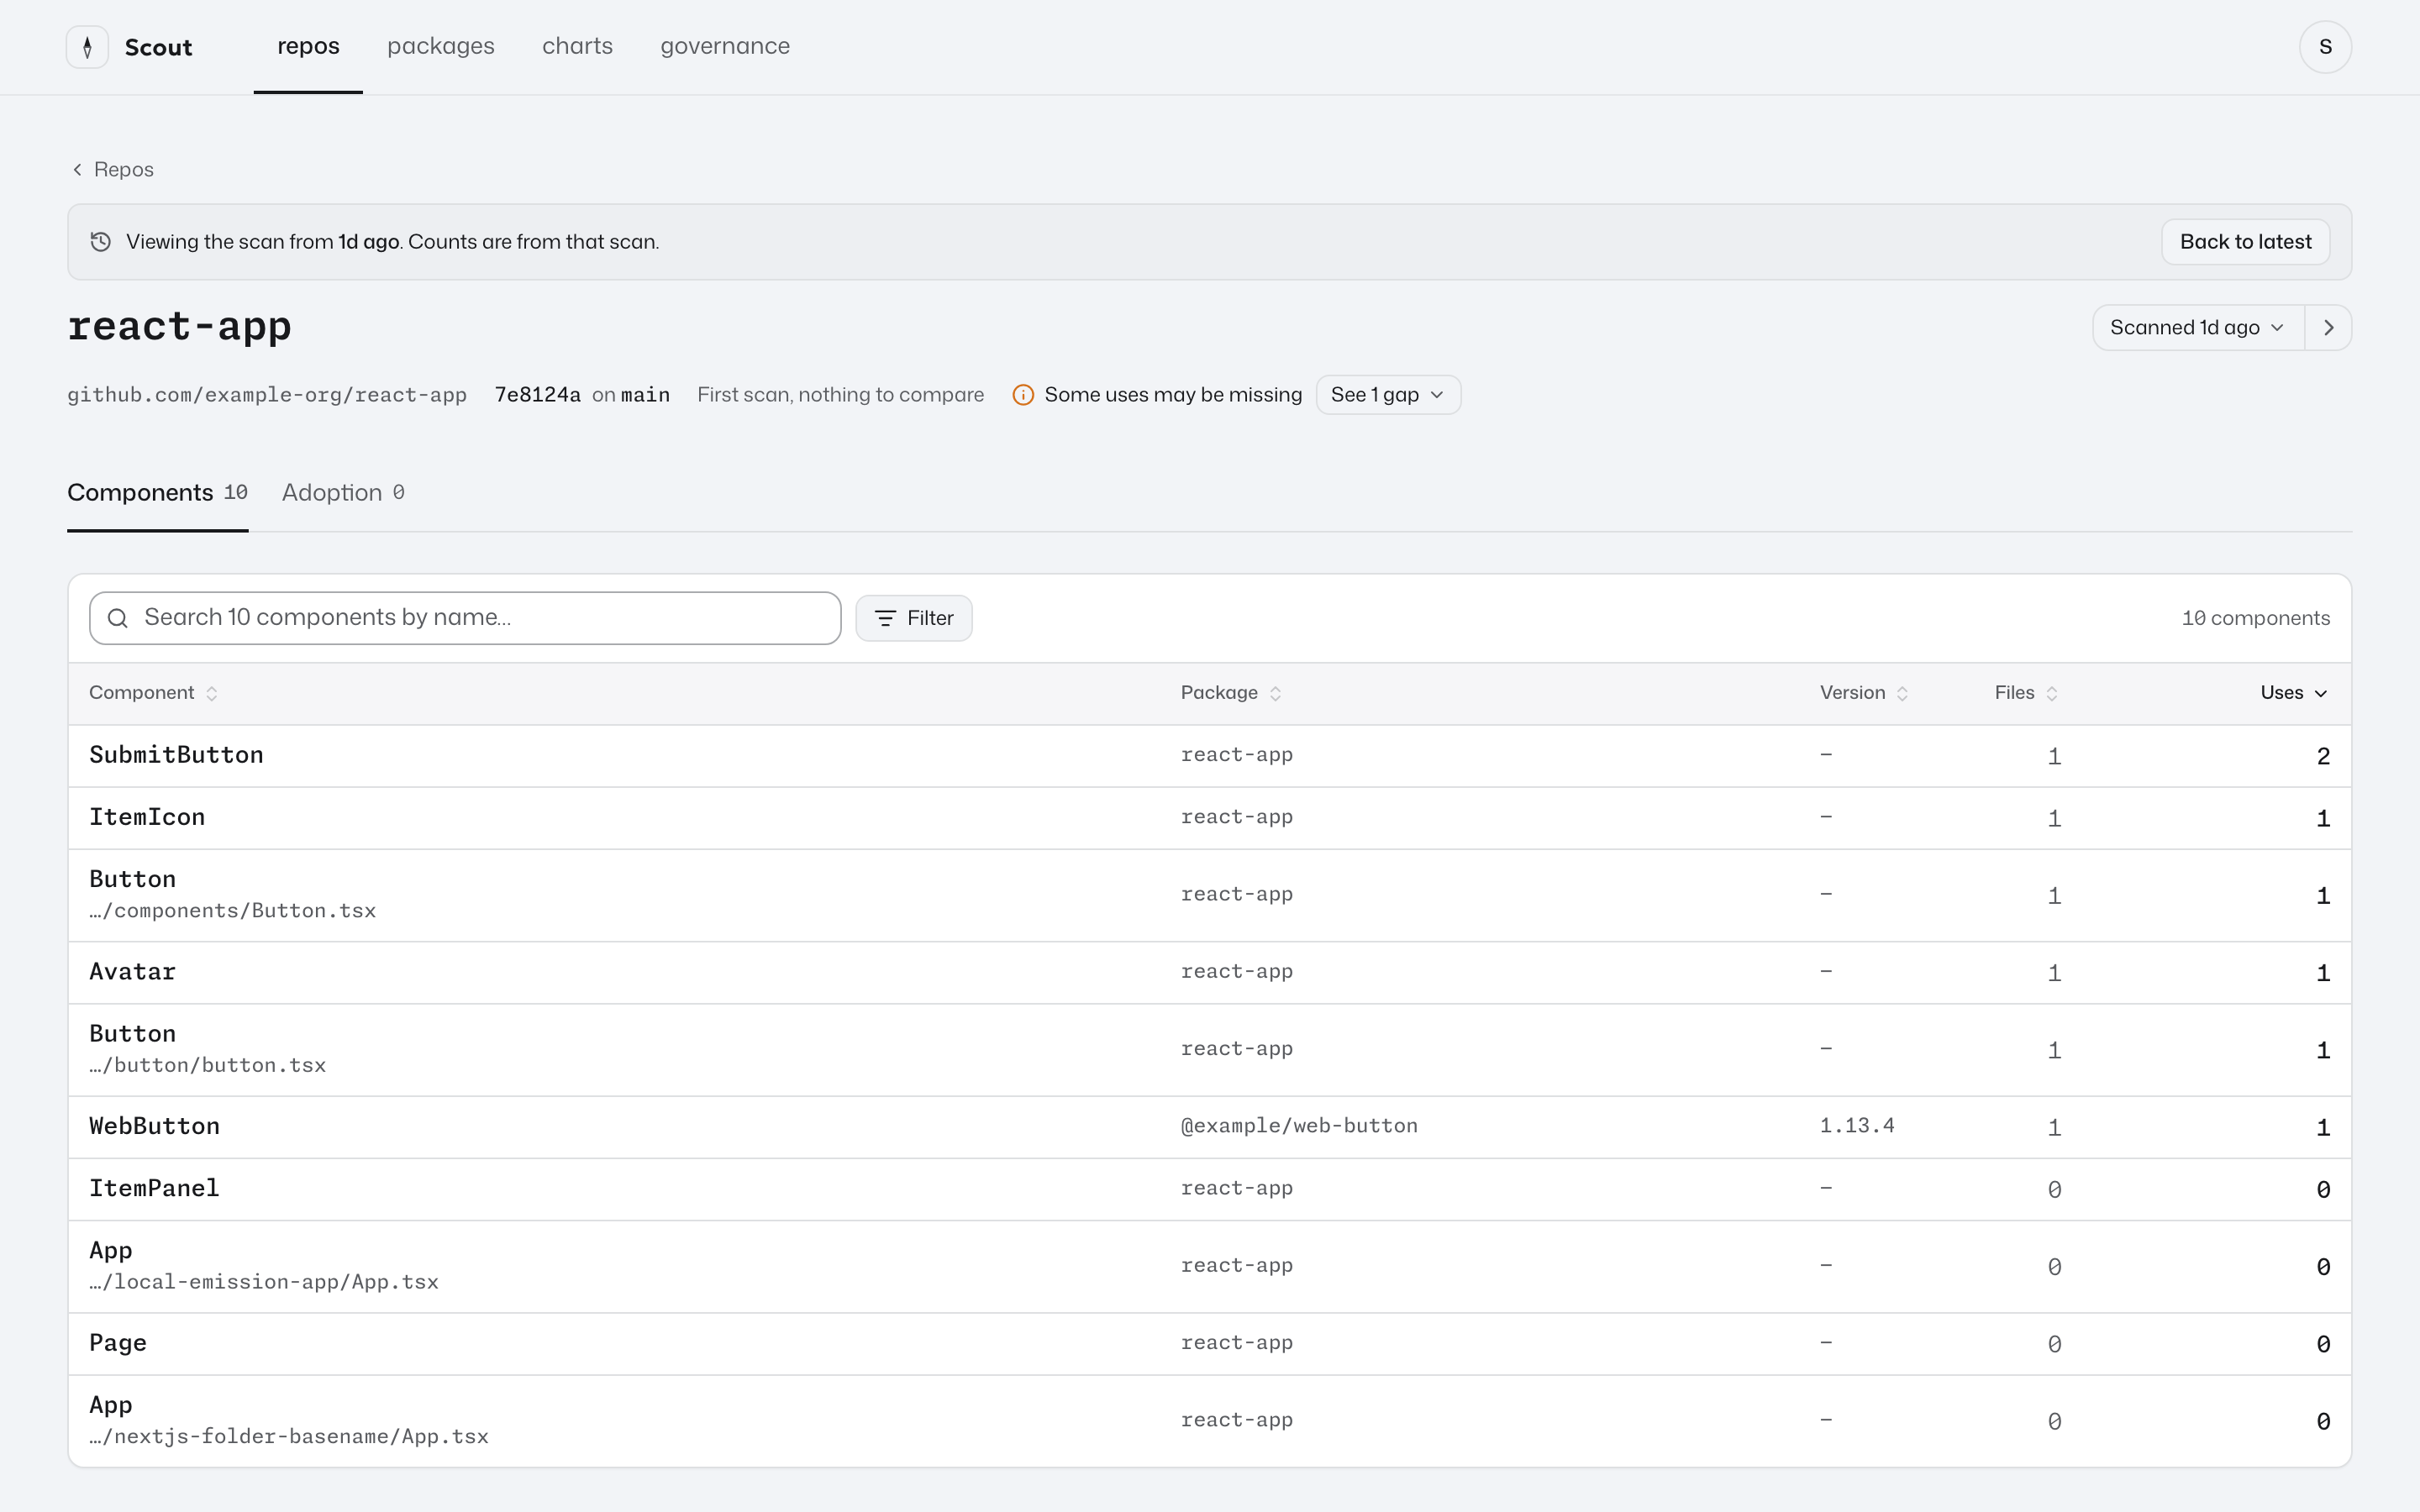 Scout repos packages charts governance S
Repos
Viewing the scan from 1d ago. Counts are from that scan. Back to latest
react-app Scanned 1d ago
github.com/example-org/react-app 7e8124a on main First scan, nothing to compare Some uses may be missing See 1 gap
Components 10 Adoption 0
Search 10 components by name... Filter 10 components
Component Package Version Files Uses
SubmitButton react-app – 1 2
ItemIcon react-app – 1 1
Button
…/components/Button.tsx react-app – 1 1
Avatar react-app – 1 1
Button
…/button/button.tsx react-app – 1 1
WebButton @example/web-button 1.13.4 1 1
ItemPanel react-app – 0 0
App
…/local-emission-app/App.tsx react-app – 0 0
Page react-app – 0 0
App
…/nextjs-folder-basename/App.tsx react-app – 0 0